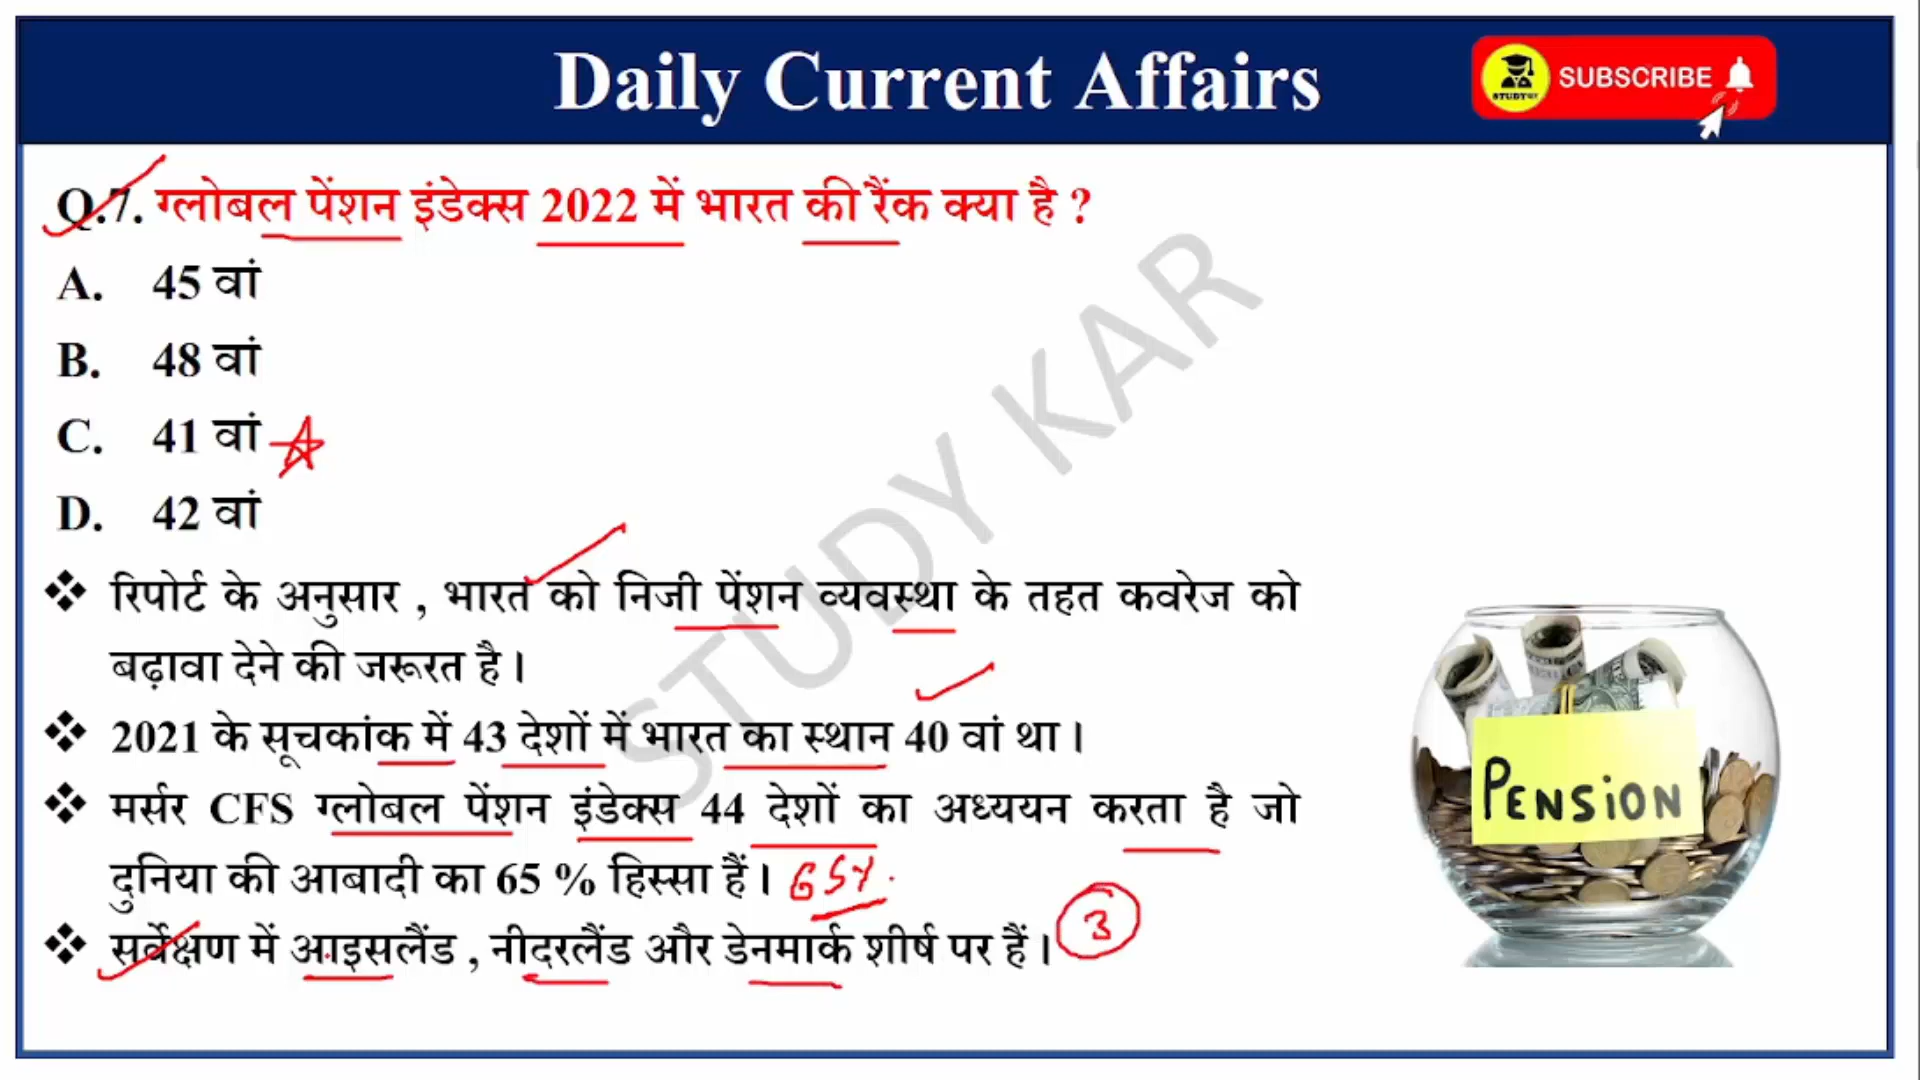 Daily Current Affairs
STUDY
SUBSCRIBE
Q.7. ग्लोबल पेंशन इंडेक्स 2022 में भारत की रैंक क्या है ?
A. 45 वां
B. 48 वां
C. 41 वां
D. 42 वां
❖ रिपोर्ट के अनुसार , भारत को निजी पेंशन व्यवस्था के तहत कवरेज को
बढ़ावा देने की जरूरत है।
❖ 2021 के सूचकांक में 43 देशों में भारत का स्थान 40 वां था।
❖ मर्सर CFS ग्लोबल पेंशन इंडेक्स 44 देशों का अध्ययन करता है जो
दुनिया की आबादी का 65 % हिस्सा हैं। 65%.
❖ सर्वेक्षण में आइसलैंड , नीदरलैंड और डेनमार्क शीर्ष पर हैं। 3
STUDY KAR
PENSION